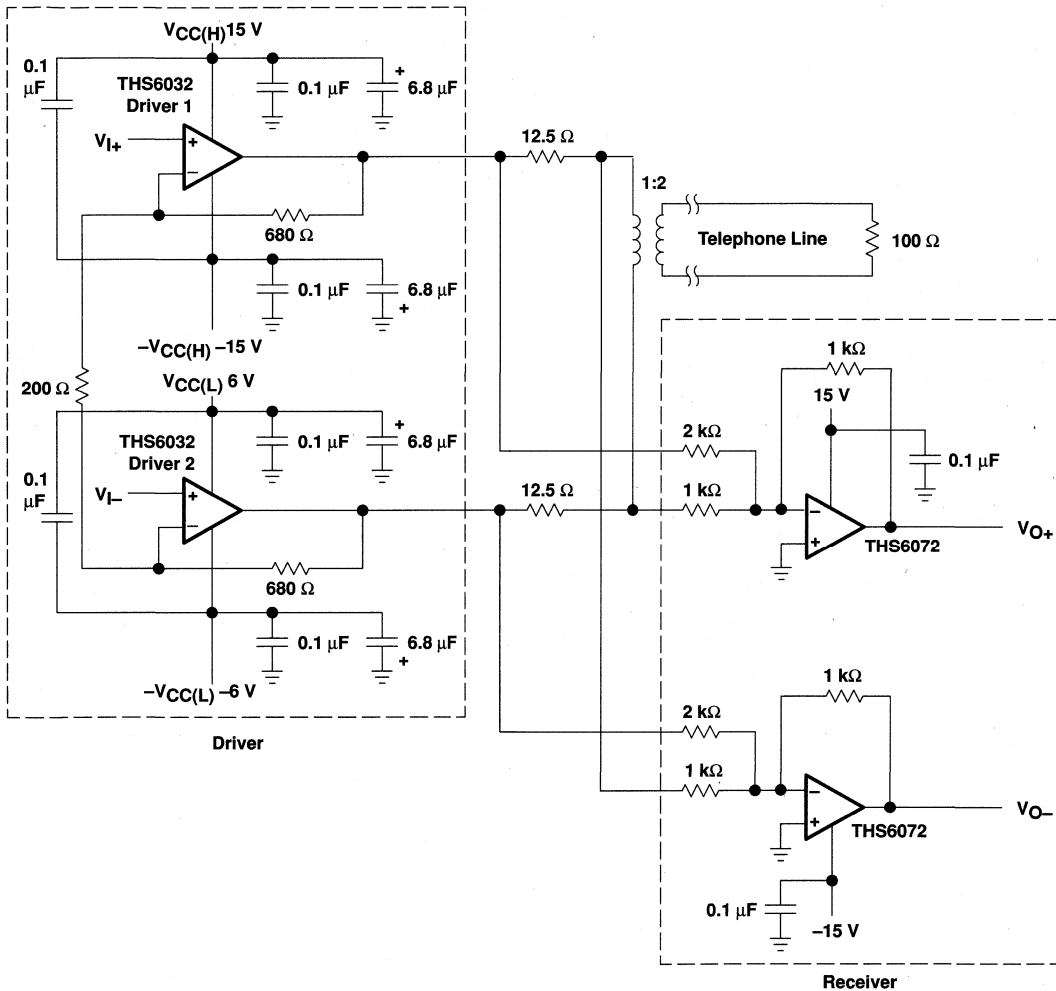 VCC(H) 15 V
0.1
µF
THS6032
Driver 1
0.1 µF
+
6.8 µF
VI+
+
–
12.5 Ω
1:2
680 Ω
Telephone Line
100 Ω
0.1 µF
6.8 µF
+
–VCC(H) –15 V
200 Ω
VCC(L) 6 V
1 kΩ
15 V
0.1
µF
THS6032
Driver 2
0.1 µF
+
6.8 µF
2 kΩ
0.1 µF
VI–
+
–
12.5 Ω
1 kΩ
–
+
THS6072
VO+
680 Ω
0.1 µF
6.8 µF
+
–VCC(L) –6 V
Driver
1 kΩ
2 kΩ
1 kΩ
–
+
THS6072
VO–
0.1 µF
–15 V
Receiver